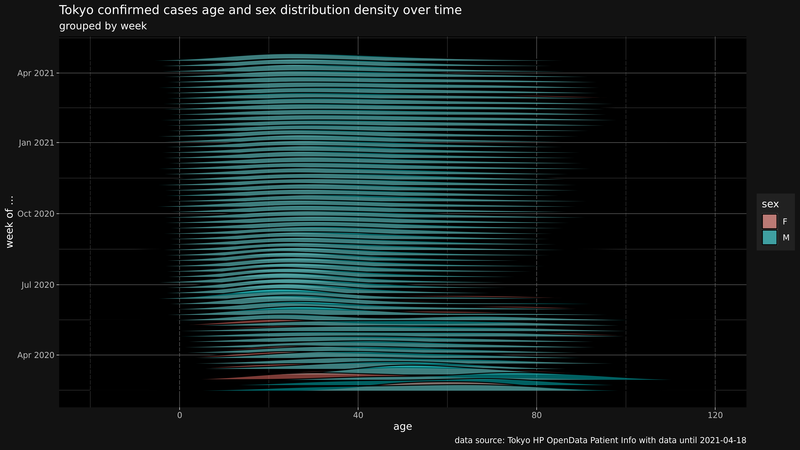 Tokyo confirmed cases age and sex distribution density over time
grouped by week
Apr 2021
Jan 2021
Oct 2020
Jul 2020
Apr 2020
week of ...
0 40 80 120
age
sex
F
M
data source: Tokyo HP OpenData Patient Info with data until 2021-04-18